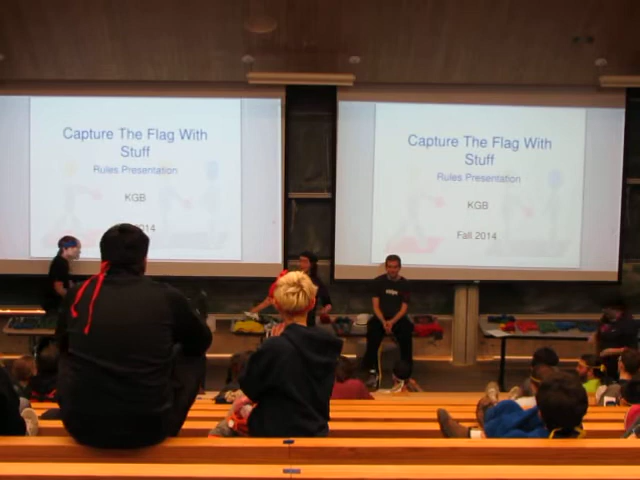 Capture The Flag With
Stuff
Rules Presentation
KGB
2014
Capture The Flag With
Stuff
Rules Presentation
KGB
Fall 2014